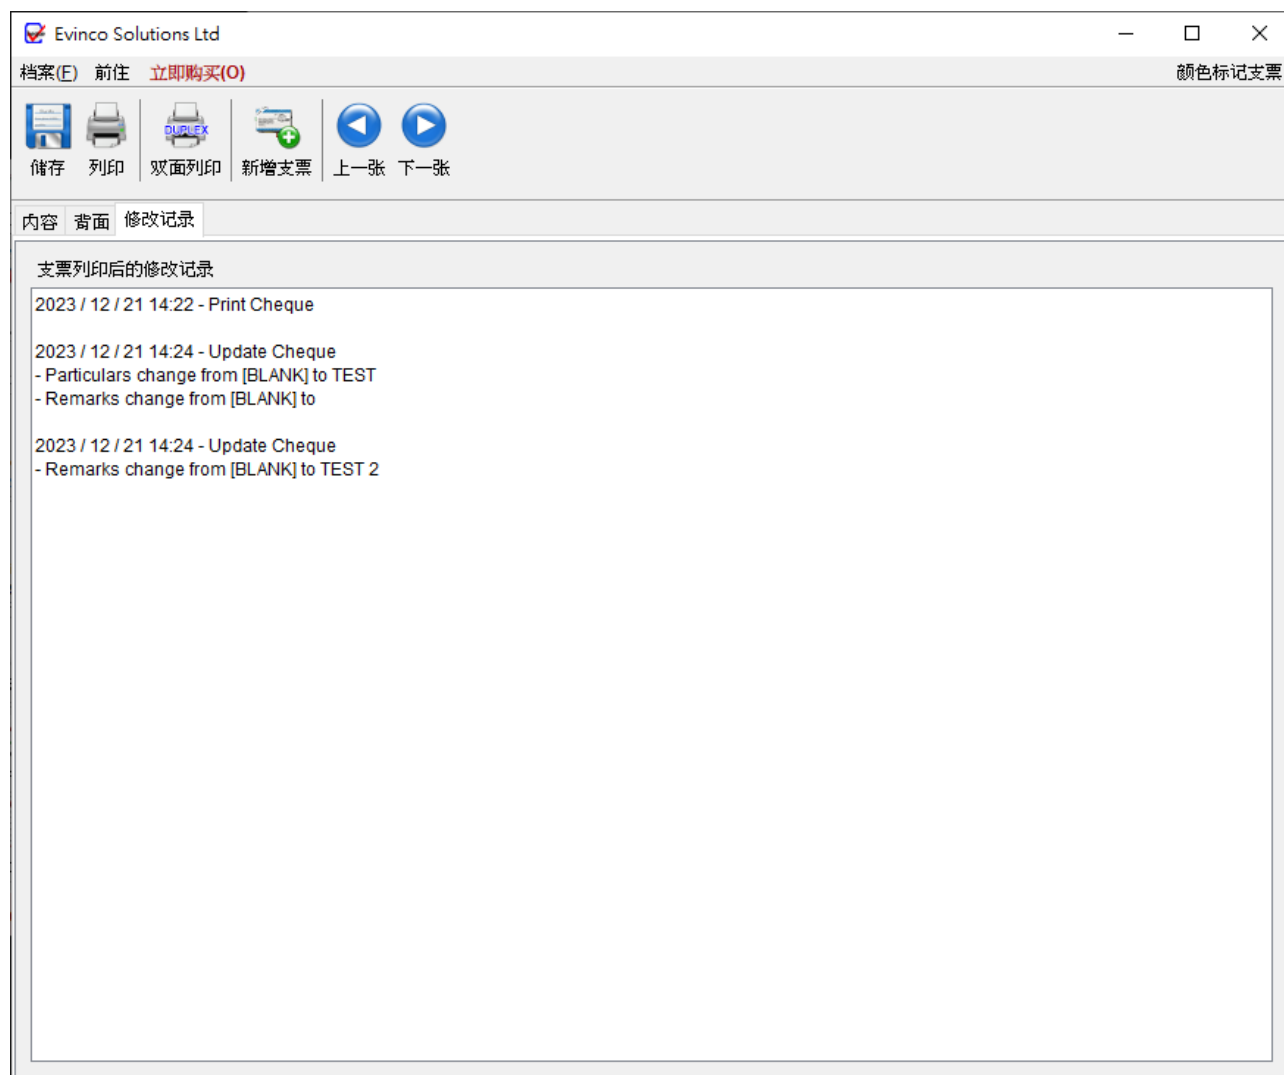 Evinco Solutions Ltd
档案(F) 前住 立即购买(O) 颜色标记支票
DUPLEX
储存 列印 双面列印 新增支票 上一张 下一张
内容 背面 修改记录
支票列印后的修改记录
2023 / 12 / 21 14:22 - Print Cheque
2023 / 12 / 21 14:24 - Update Cheque
- Particulars change from [BLANK] to TEST
- Remarks change from [BLANK] to
2023 / 12 / 21 14:24 - Update Cheque
- Remarks change from [BLANK] to TEST 2